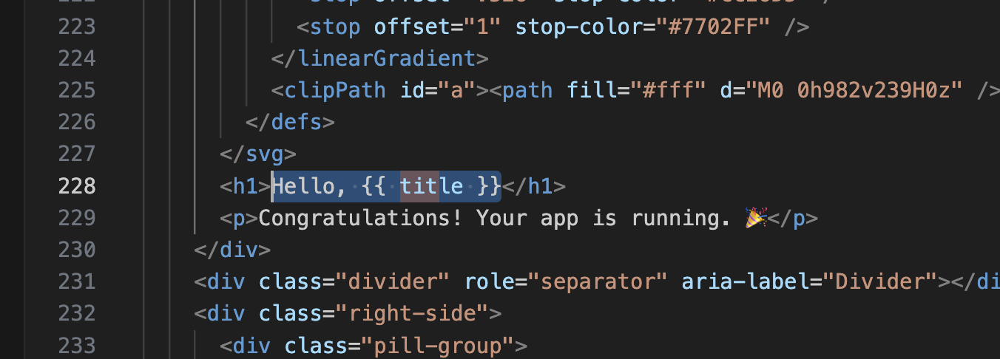 223 <stop offset="1" stop-color="#7702FF" />
224 </linearGradient>
225 <clipPath id="a"><path fill="#fff" d="M0 0h982v239H0z" />
226 </defs>
227 </svg>
228 <h1>Hello, {{ title }}</h1>
229 <p>Congratulations! Your app is running. 🎉</p>
230 </div>
231 <div class="divider" role="separator" aria-label="Divider"></di
232 <div class="right-side">
233 <div class="pill-group">